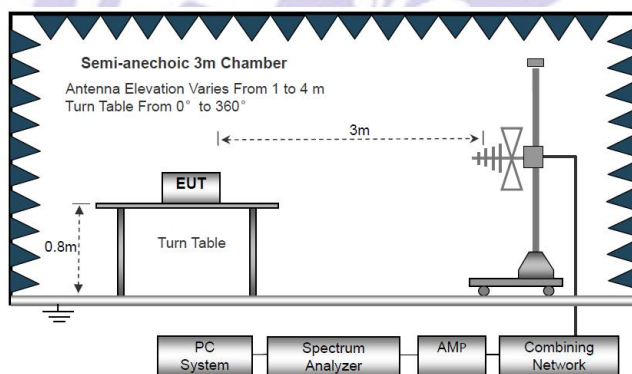 Semi-anechoic 3m Chamber
Antenna Elevation Varies From 1 to 4 m
Turn Table From 0° to 360°
3m
EUT
0.8m
Turn Table
PC
System
Spectrum
Analyzer
AMP
Combining
Network